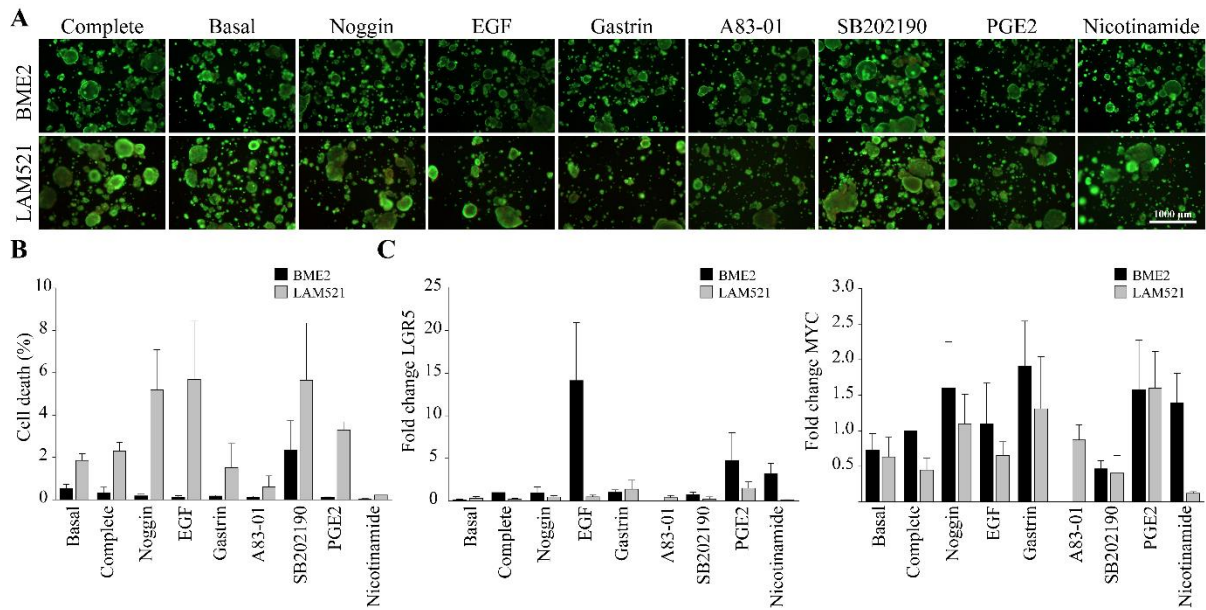 A
Complete Basal Noggin EGF Gastrin A83-01 SB202190 PGE2 Nicotinamide
BME2
LAM521
1000 µm
B
BME2
LAM521
Cell death (%)
10
8
6
4
2
0
Basal Complete Noggin EGF Gastrin A83-01 SB202190 PGE2 Nicotinamide
C
BME2
LAM521
Fold change LGR5
25
20
15
10
5
0
Basal Complete Noggin EGF Gastrin A83-01 SB202190 PGE2 Nicotinamide
BME2
LAM521
Fold change MYC
3.0
2.5
2.0
1.5
1.0
0.5
Basal Complete Noggin EGF Gastrin A83-01 SB202190 PGE2 Nicotinamide